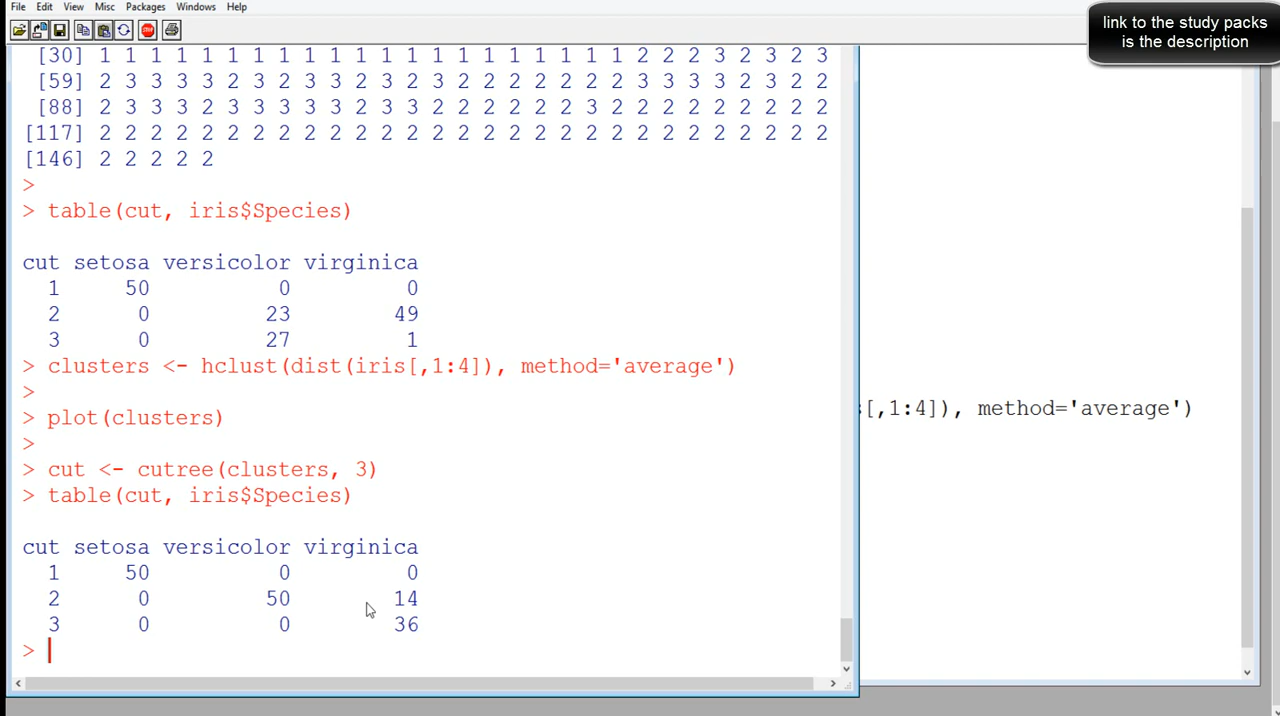 File Edit View Misc Packages Windows Help
link to the study packs
is the description
[30] 1 1 1 1 1 1 1 1 1 1 1 1 1 1 1 1 1 1 1 1 1 2 2 2 3 2 3 2 3
[59] 2 3 3 3 3 2 3 2 3 2 3 2 3 2 2 2 2 2 2 2 2 3 3 3 3 2 3 2 2
[88] 2 3 3 3 2 3 3 3 3 3 2 3 3 2 2 2 2 2 2 3 2 2 2 2 2 2 2 2 2
[117] 2 2 2 2 2 2 2 2 2 2 2 2 2 2 2 2 2 2 2 2 2 2 2 2 2 2 2 2 2
[146] 2 2 2 2 2
>
> table(cut, iris$Species)
cut setosa versicolor virginica
1 50 0 0
2 0 23 49
3 0 27 1
> clusters <- hclust(dist(iris[,1:4]), method='average')
>
> plot(clusters)
>
s[,1:4]), method='average')
> cut <- cutree(clusters, 3)
> table(cut, iris$Species)
cut setosa versicolor virginica
1 50 0 0
2 0 50 14
3 0 0 36
>